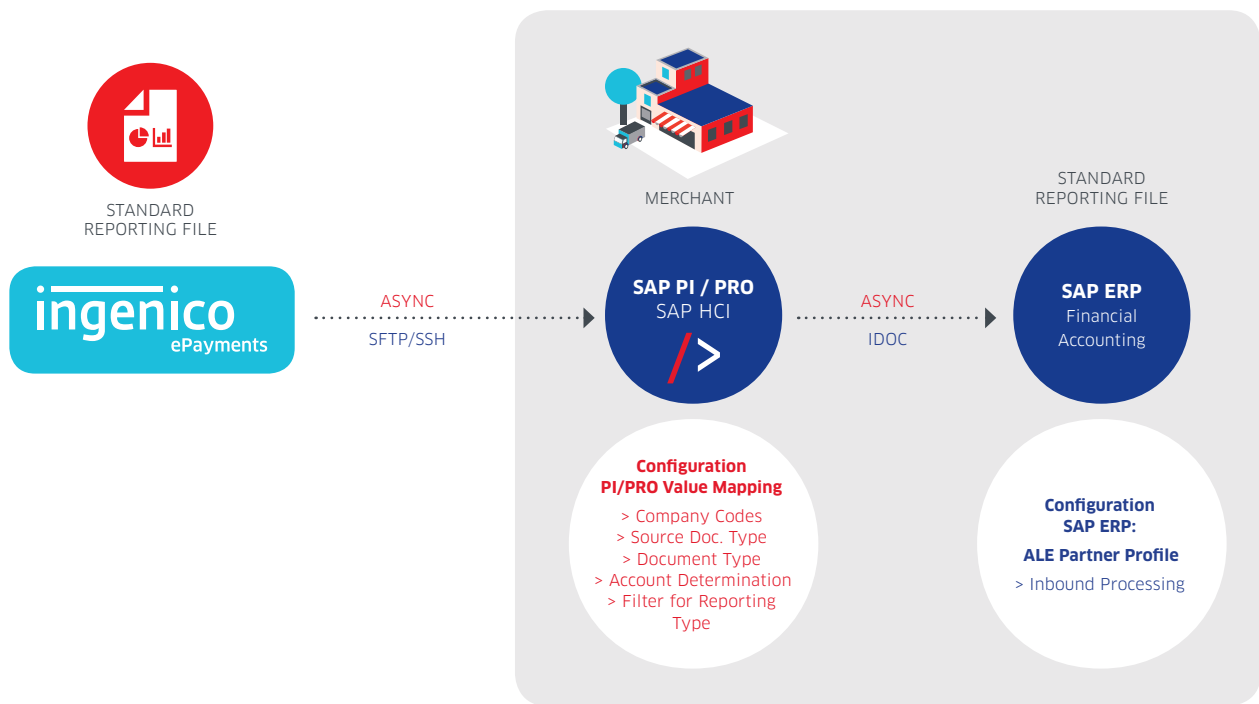 STANDARD
REPORTING FILE
ingenico
ePayments
ASYNC
SFTP/SSH
MERCHANT
SAP PI / PRO
SAP HCI
/>
Configuration
PI/PRO Value Mapping
> Company Codes
> Source Doc. Type
> Document Type
> Account Determination
> Filter for Reporting
Type
ASYNC
IDOC
STANDARD
REPORTING FILE
SAP ERP
Financial
Accounting
Configuration
SAP ERP:
ALE Partner Profile
> Inbound Processing